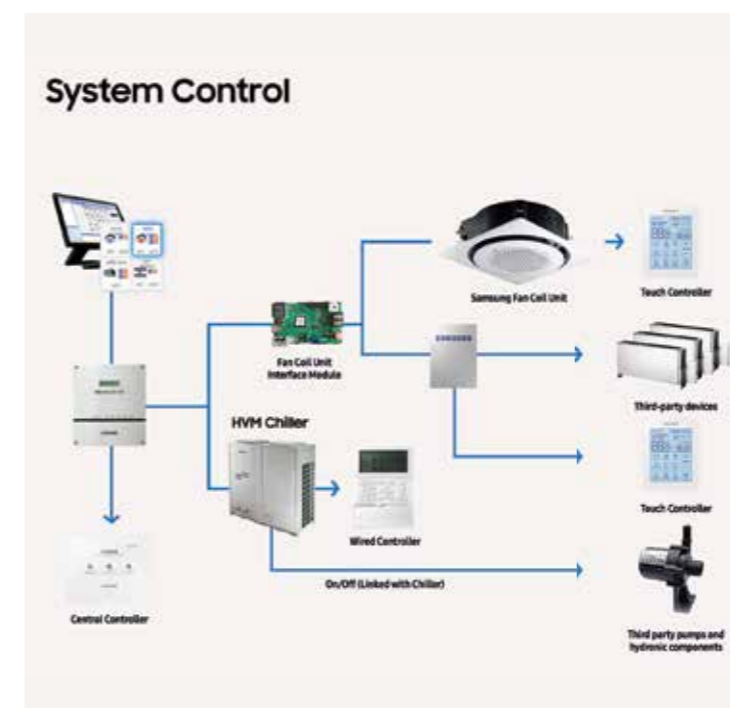 System Control
Samsung Fan Coil Unit
Touch Controller
Fan Coil Unit
Interface Module
Third-party devices
HVM Chiller
Touch Controller
Wired Controller
On/Off (Linked with Chiller)
Central Controller
Third party pumps and
hydronic components